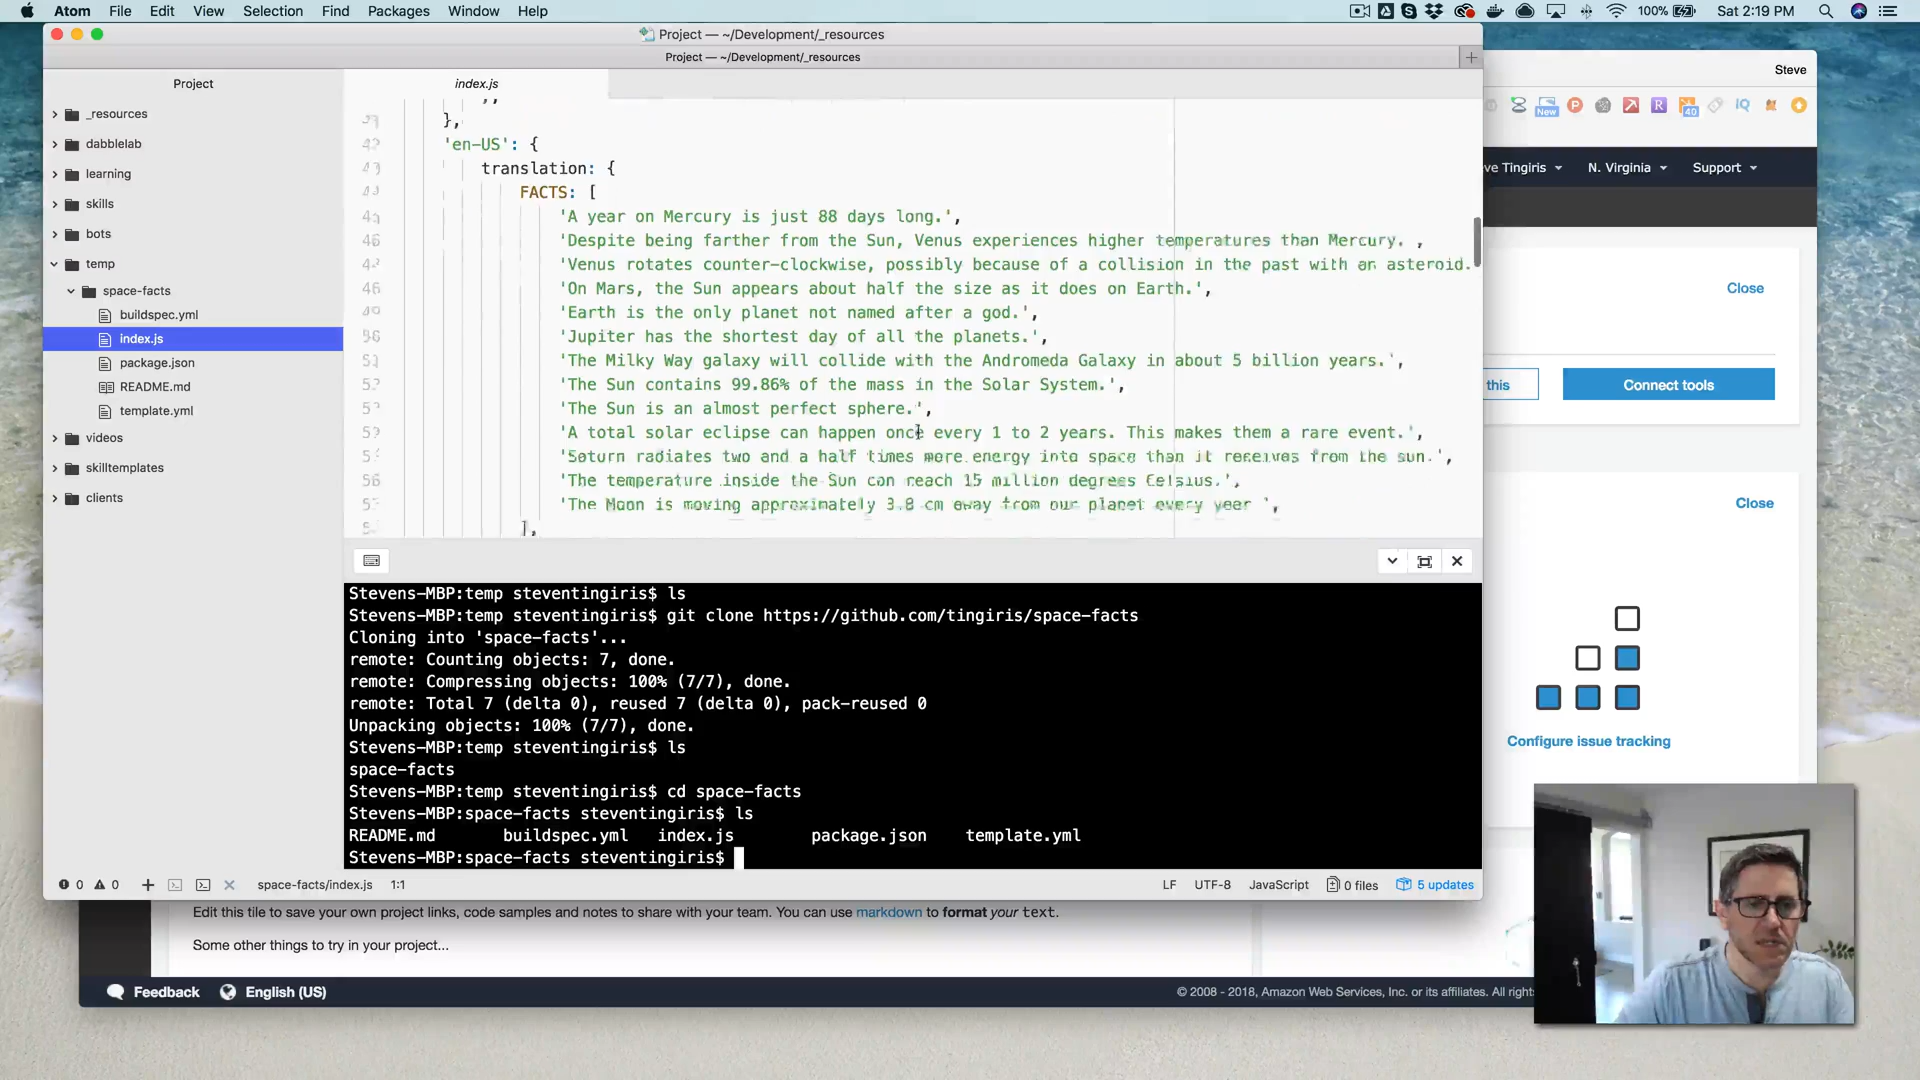 Atom File Edit View Selection Find Packages Window Help
100% Sat 2:19 PM
Project — ~/Development/_resources
Project — ~/Development/_resources
Steve
Project
index.js
_resources
dabblelab
learning
skills
bots
temp
space-facts
buildspec.yml
index.js
package.json
README.md
template.yml
videos
skilltemplates
clients
},
'en-US': {
translation: {
FACTS: [
'A year on Mercury is just 88 days long.',
'Despite being farther from the Sun, Venus experiences higher temperatures than Mercury. ,
'Venus rotates counter-clockwise, possibly because of a collision in the past with an asteroid.
'On Mars, the Sun appears about half the size as it does on Earth.',
'Earth is the only planet not named after a god.',
'Jupiter has the shortest day of all the planets.',
'The Milky Way galaxy will collide with the Andromeda Galaxy in about 5 billion years.',
'The Sun contains 99.86% of the mass in the Solar System.',
'The Sun is an almost perfect sphere.',
'A total solar eclipse can happen once every 1 to 2 years. This makes them a rare event.',
'Saturn radiates two and a half times more energy into space than it receives from the sun.',
'The temperature inside the Sun can reach 15 million degrees Celsius.',
'The Moon is moving approximately 3.8 cm away from our planet every year ',
],
Stevens-MBP:temp steventingiris$ ls
Stevens-MBP:temp steventingiris$ git clone https://github.com/tingiris/space-facts
Cloning into 'space-facts'...
remote: Counting objects: 7, done.
remote: Compressing objects: 100% (7/7), done.
remote: Total 7 (delta 0), reused 7 (delta 0), pack-reused 0
Unpacking objects: 100% (7/7), done.
Stevens-MBP:temp steventingiris$ ls
space-facts
Stevens-MBP:temp steventingiris$ cd space-facts
Stevens-MBP:space-facts steventingiris$ ls
README.md buildspec.yml index.js package.json template.yml
Stevens-MBP:space-facts steventingiris$
0 0 space-facts/index.js 1:1 LF UTF-8 JavaScript 0 files 5 updates
New 40 IQ
ve Tingiris N. Virginia Support
Close
this Connect tools
Close
Configure issue tracking
Edit this tile to save your own project links, code samples and notes to share with your team. You can use markdown to format your text.
Some other things to try in your project...
Feedback English (US) © 2008 - 2018, Amazon Web Services, Inc. or its affiliates. All right